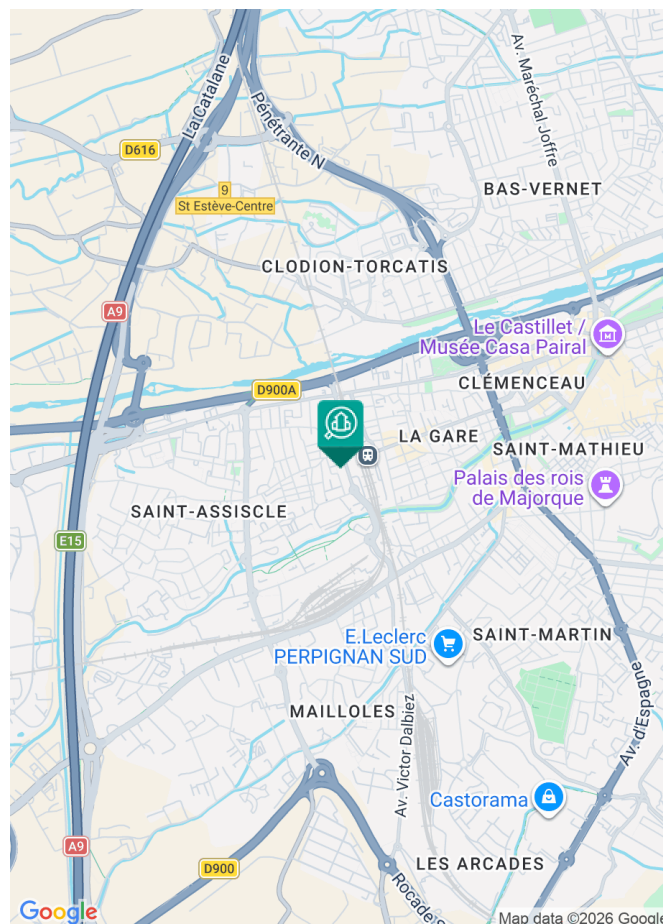 La Catalane
Pénétrante N
Av. Maréchal Joffre
D616
9
St Estève-Centre
BAS-VERNET
CLODION-TORCATIS
A9
Le Castillet /
Musée Casa Pairal
D900A
CLÉMENCEAU
LA GARE
SAINT-MATHIEU
Palais des rois
de Majorque
SAINT-ASSISCLE
E15
E.Leclerc
PERPIGNAN SUD
SAINT-MARTIN
MAILLOLES
Av. Victor Dalbiez
Av. d'Espagne
Castorama
A9
D900
LES ARCADES
Rocade S
Google
Map data ©2026 Google